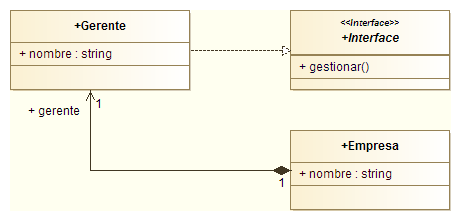 +Gerente
+ nombre : string
<<Interface>>
+Interface
+ gestionar()
+ gerente
1
+Empresa
+ nombre : string
1